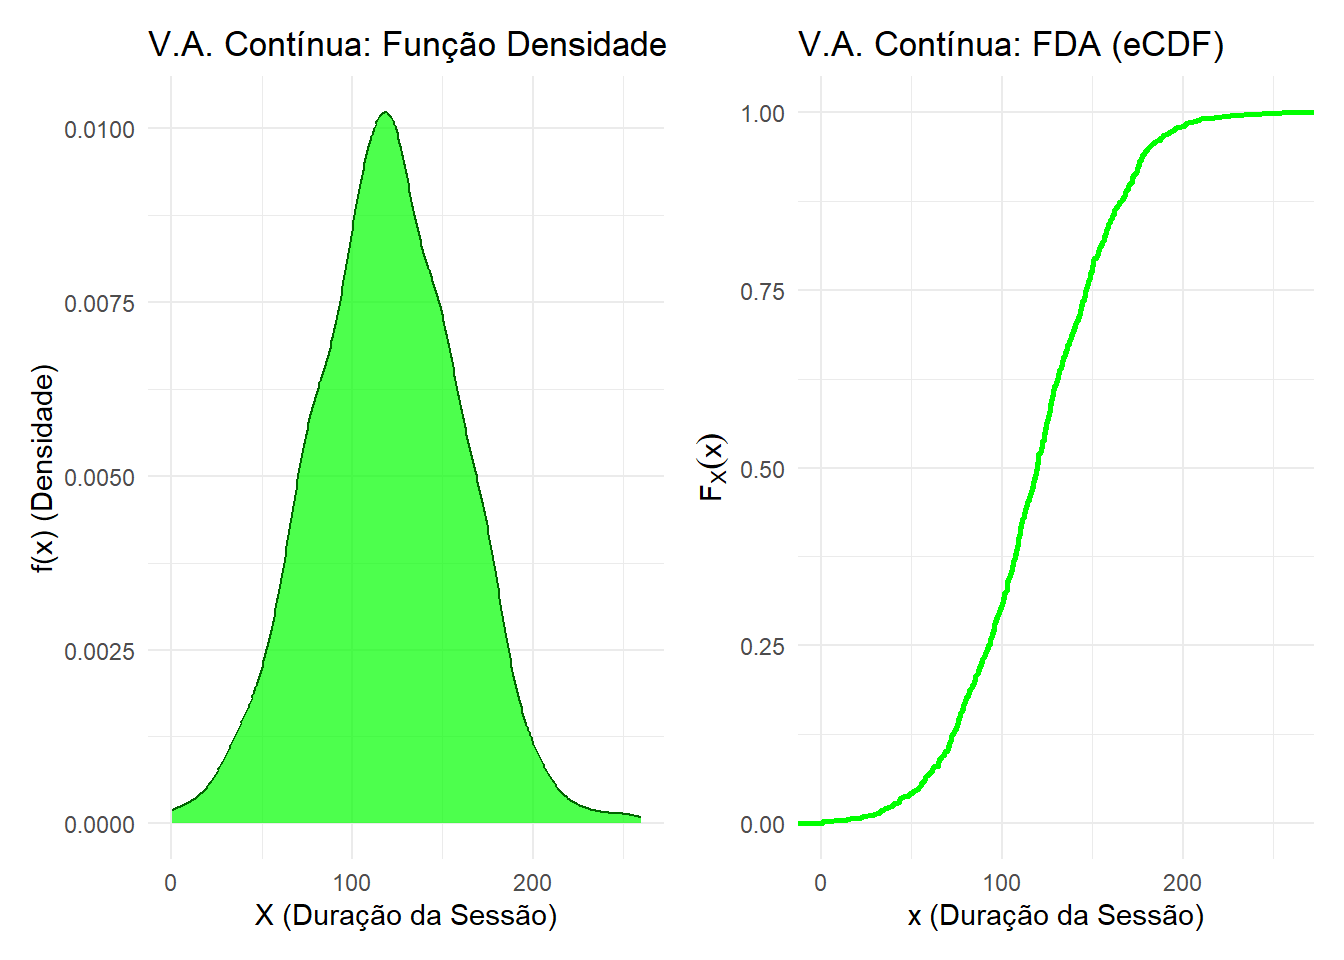 V.A. Contínua: Função Densidade
f(x) (Densidade)
0.0100
0.0075
0.0050
0.0025
0.0000
0
100
200
X (Duração da Sessão)
V.A. Contínua: FDA (eCDF)
FX(x)
1.00
0.75
0.50
0.25
0.00
0
100
200
x (Duração da Sessão)